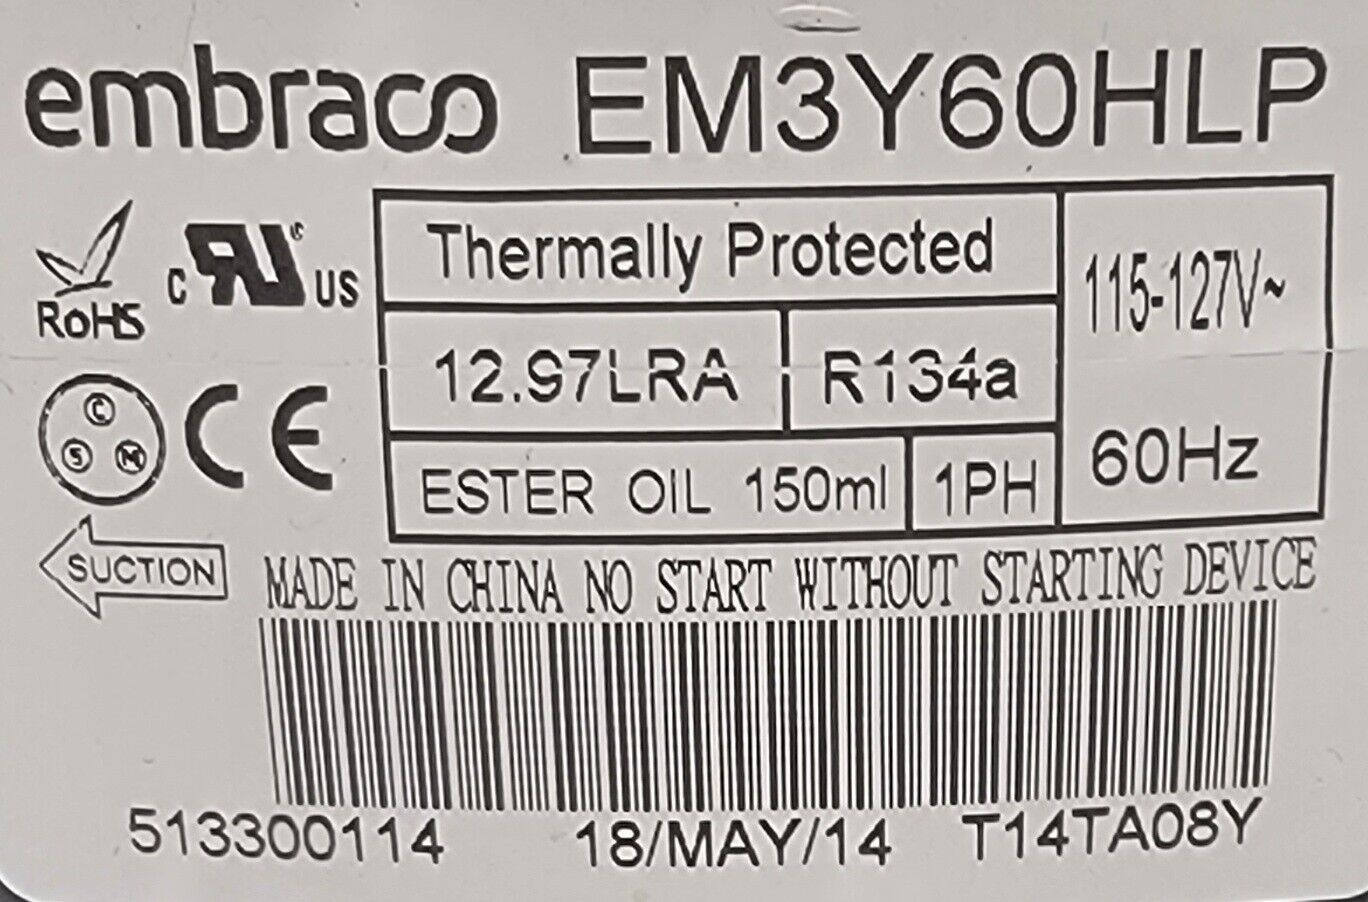 embraco EM3Y60HLP
RoHS
c RU US
Thermally Protected
115-127V~
12.97LRA
R134a
60Hz
C
S M
CE
ESTER OIL 150ml
1PH
SUCTION
MADE IN CHINA NO START WITHOUT STARTING DEVICE
513300114 18/MAY/14 T14TA08Y